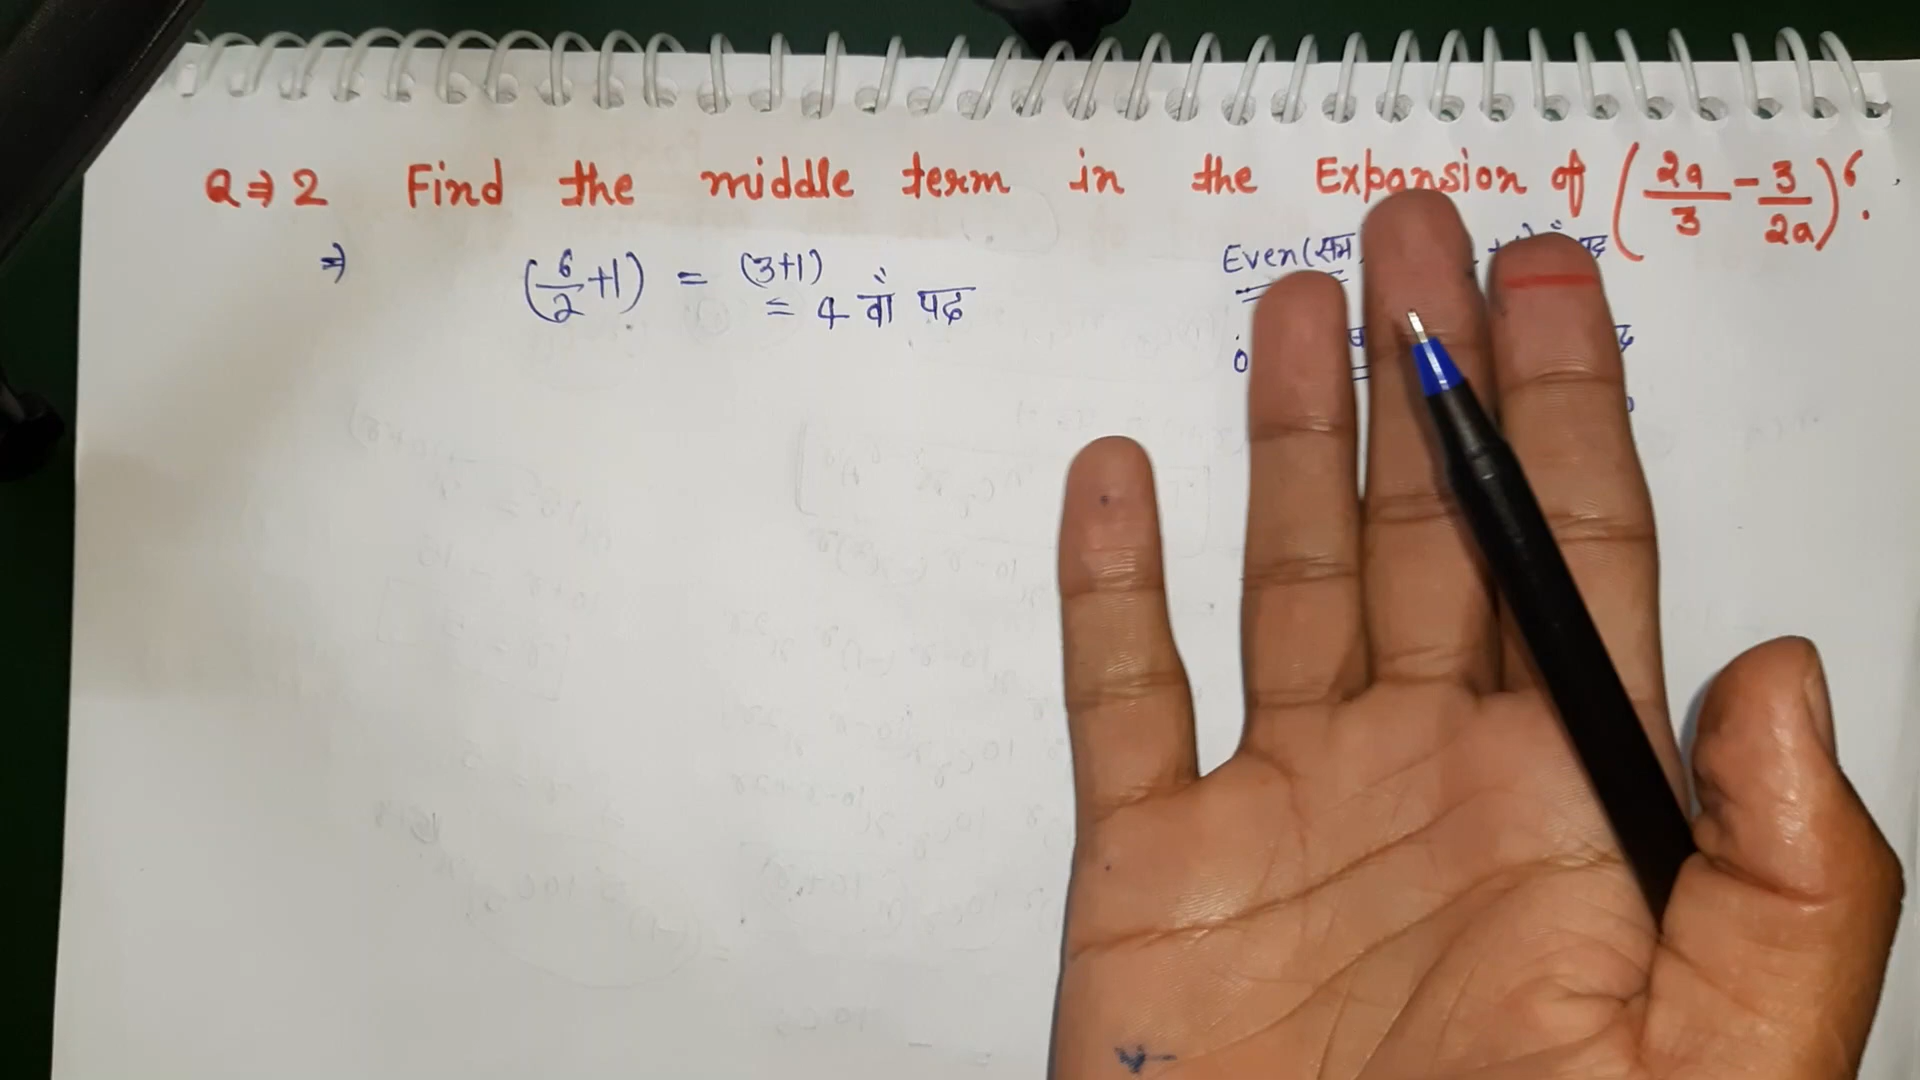 Q⇒2 Find the middle term in the Expansion of (2a/3 - 3/2a)^6.
⇒ (6/2+1) = (3+1)
= 4 वाँ पद
Even(सम